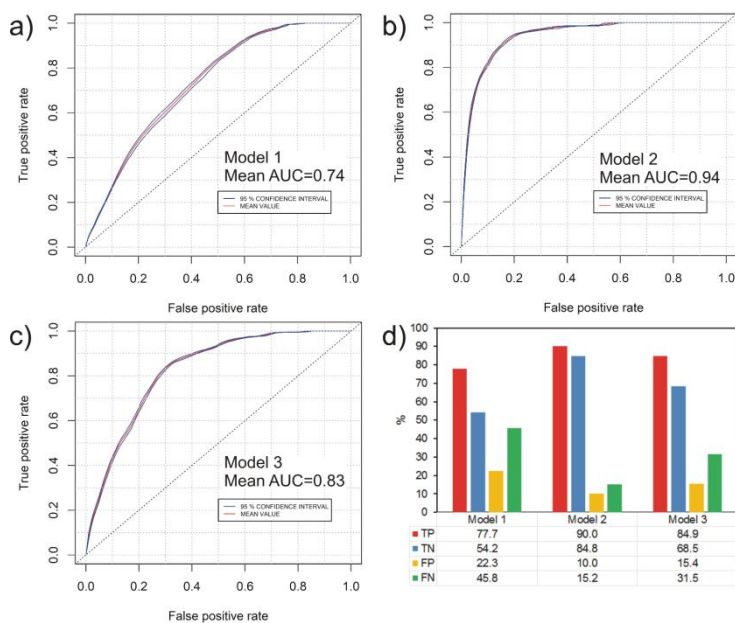 a)
True positive rate
1.0
0.8
0.6
0.4
0.2
0.0
Model 1
Mean AUC=0.74
95 % CONFIDENCE INTERVAL
MEAN VALUE
0.0 0.2 0.4 0.6 0.8 1.0
False positive rate
b)
True positive rate
1.0
0.8
0.6
0.4
0.2
0.0
Model 2
Mean AUC=0.94
95 % CONFIDENCE INTERVAL
MEAN VALUE
0.0 0.2 0.4 0.6 0.8 1.0
False positive rate
c)
True positive rate
1.0
0.8
0.6
0.4
0.2
0.0
Model 3
Mean AUC=0.83
95 % CONFIDENCE INTERVAL
MEAN VALUE
0.0 0.2 0.4 0.6 0.8 1.0
False positive rate
d)
%
100
90
80
70
60
50
40
30
20
10
0
Model 1 Model 2 Model 3
TP 77.7 90.0 84.9
TN 54.2 84.8 68.5
FP 22.3 10.0 15.4
FN 45.8 15.2 31.5